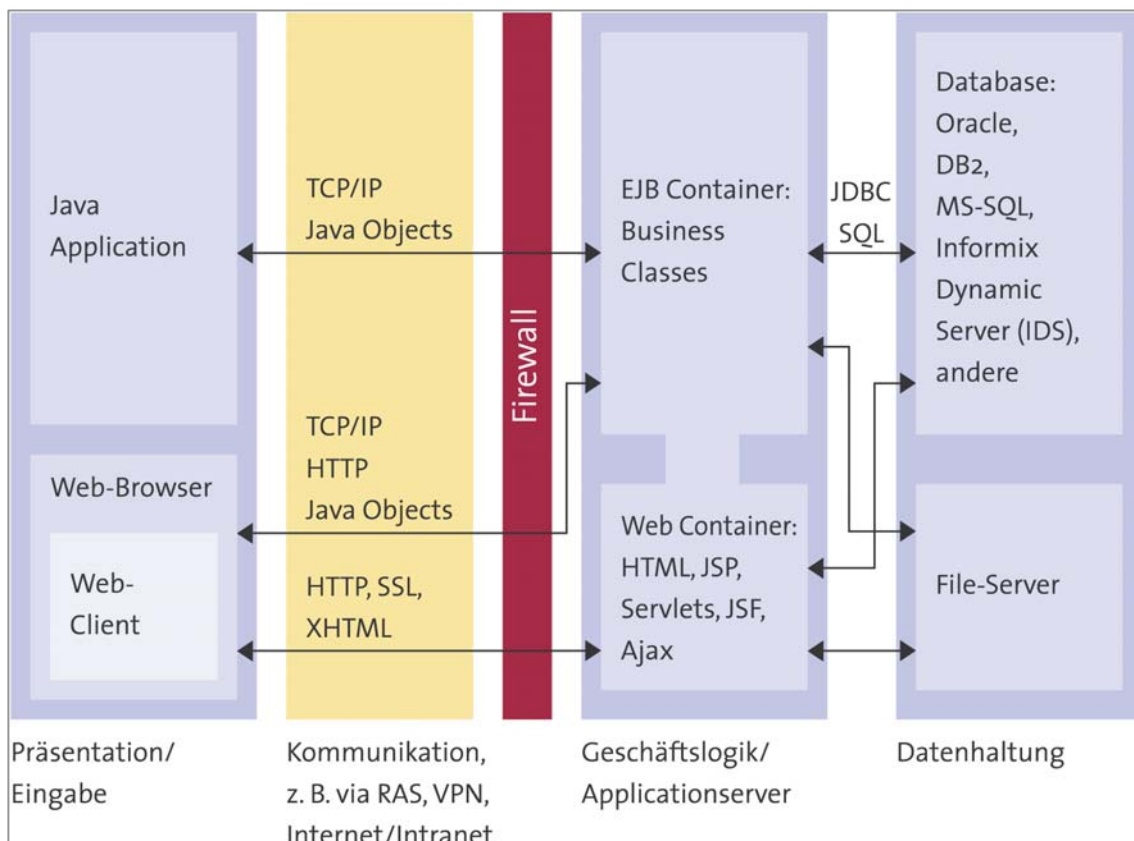 Java
Application
Web-Browser
Web-
Client
TCP/IP
Java Objects
TCP/IP
HTTP
Java Objects
HTTP, SSL,
XHTML
Firewall
EJB Container:
Business
Classes
Web Container:
HTML, JSP,
Servlets, JSF,
Ajax
JDBC
SQL
Database:
Oracle,
DB2,
MS-SQL,
Informix
Dynamic
Server (IDS),
andere
File-Server
Präsentation/
Eingabe
Kommunikation,
z. B. via RAS, VPN,
Internet/Intranet
Geschäftslogik/
Applicationserver
Datenhaltung